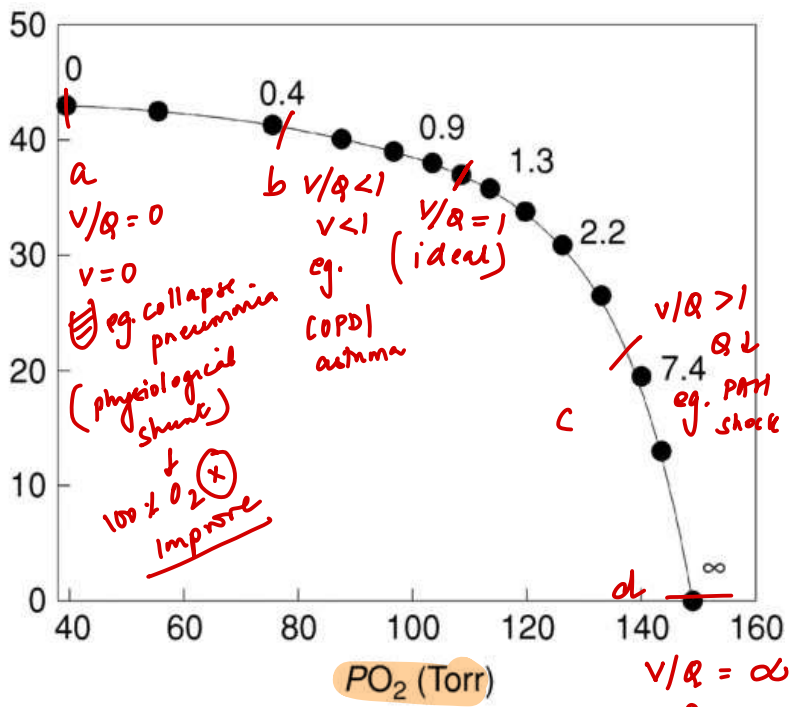 50
40
30
20
10
0
40 60 80 100 120 140 160
PO₂ (Torr)
0
0.4
0.9
1.3
2.2
7.4
∞
a
V/Q = 0
V = 0
eg. collapse
pneumonia
(physiological
shunt)
↓
100% O₂ (x)
Improve
b V/Q < 1
V < 1
eg.
COPD/
asthma
V/Q = 1
(ideal)
c
V/Q > 1
Q ↓
eg. PAH
shock
d
V/Q = ∞